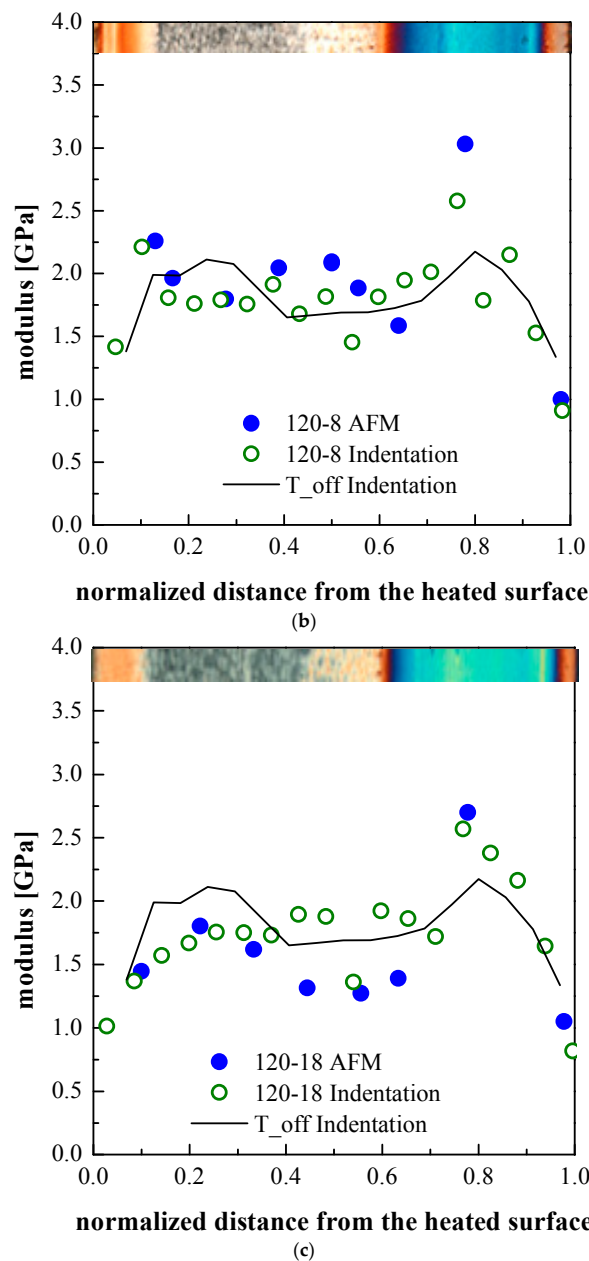 4.0
3.5
3.0
2.5
2.0
1.5
1.0
0.5
0.0
modulus [GPa]
120-8 AFM
120-8 Indentation
T_off Indentation
0.0 0.2 0.4 0.6 0.8 1.0
normalized distance from the heated surface
(b)
4.0
3.5
3.0
2.5
2.0
1.5
1.0
0.5
0.0
modulus [GPa]
120-18 AFM
120-18 Indentation
T_off Indentation
0.0 0.2 0.4 0.6 0.8 1.0
normalized distance from the heated surface
(c)